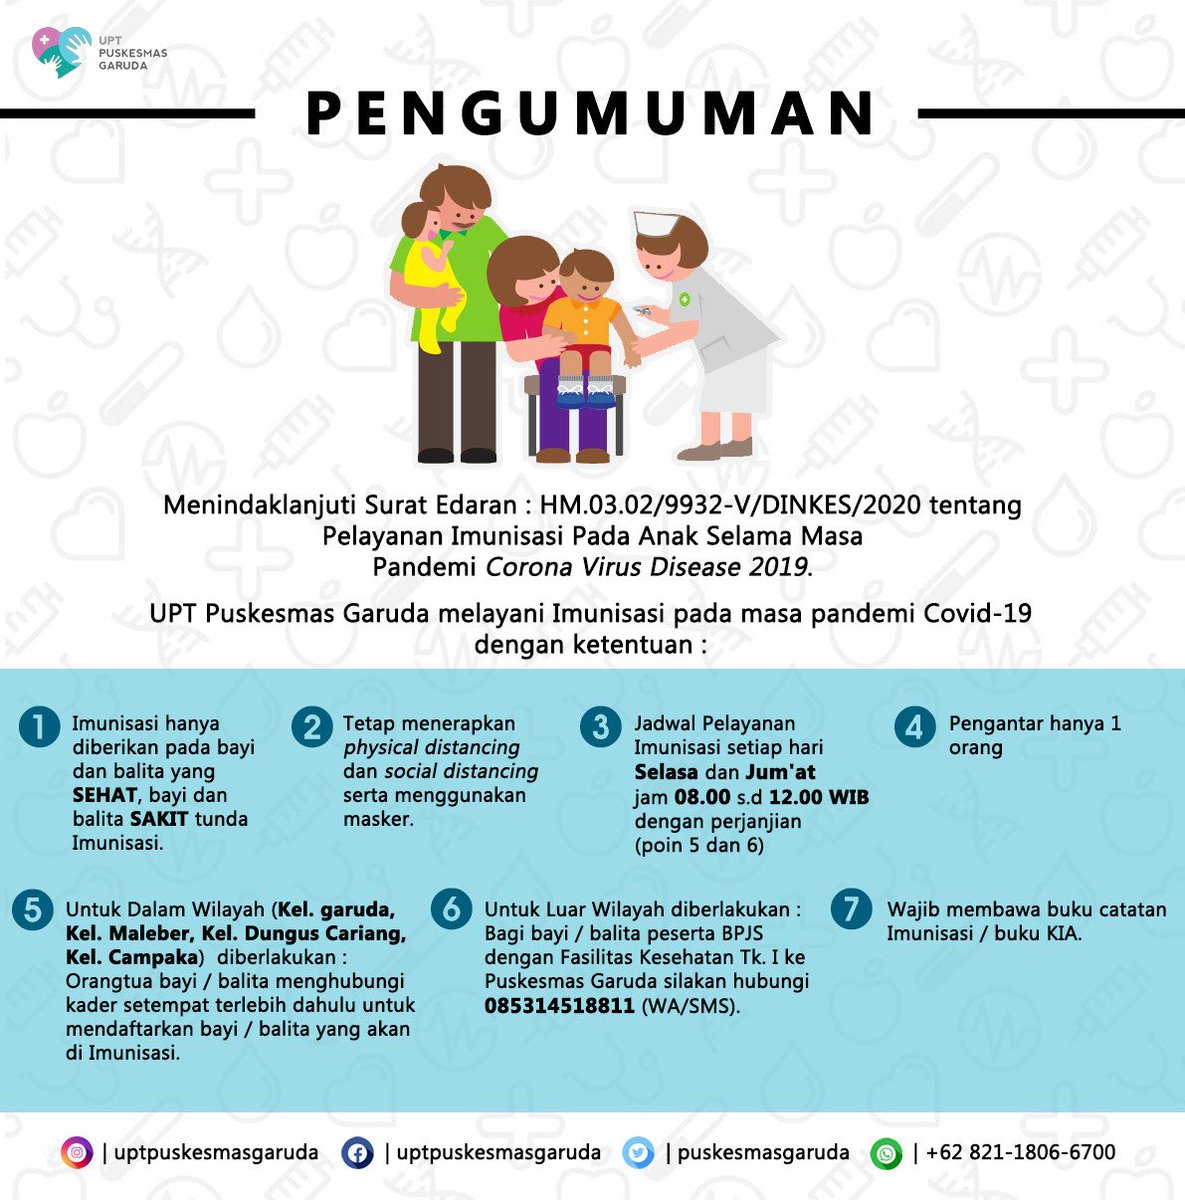 UPT
PUSKESMAS
GARUDA
PENGUMUMAN
Menindaklanjuti Surat Edaran : HM.03.02/9932-V/DINKES/2020 tentang
Pelayanan Imunisasi Pada Anak Selama Masa
Pandemi Corona Virus Disease 2019.
UPT Puskesmas Garuda melayani Imunisasi pada masa pandemi Covid-19
dengan ketentuan :
1
Imunisasi hanya
diberikan pada bayi
dan balita yang
SEHAT, bayi dan
balita SAKIT tunda
Imunisasi.
2
Tetap menerapkan
physical distancing
dan social distancing
serta menggunakan
masker.
3
Jadwal Pelayanan
Imunisasi setiap hari
Selasa dan Jum'at
jam 08.00 s.d 12.00 WIB
dengan perjanjian
(poin 5 dan 6)
4
Pengantar hanya 1
orang
5
Untuk Dalam Wilayah (Kel. garuda,
Kel. Maleber, Kel. Dungus Cariang,
Kel. Campaka) diberlakukan :
Orangtua bayi / balita menghubungi
kader setempat terlebih dahulu untuk
mendaftarkan bayi / balita yang akan
di Imunisasi.
6
Untuk Luar Wilayah diberlakukan :
Bagi bayi / balita peserta BPJS
dengan Fasilitas Kesehatan Tk. I ke
Puskesmas Garuda silakan hubungi
085314518811 (WA/SMS).
7
Wajib membawa buku catatan
Imunisasi / buku KIA.
| uptpuskesmasgaruda
| uptpuskesmasgaruda
| puskesmasgaruda
| +62 821-1806-6700